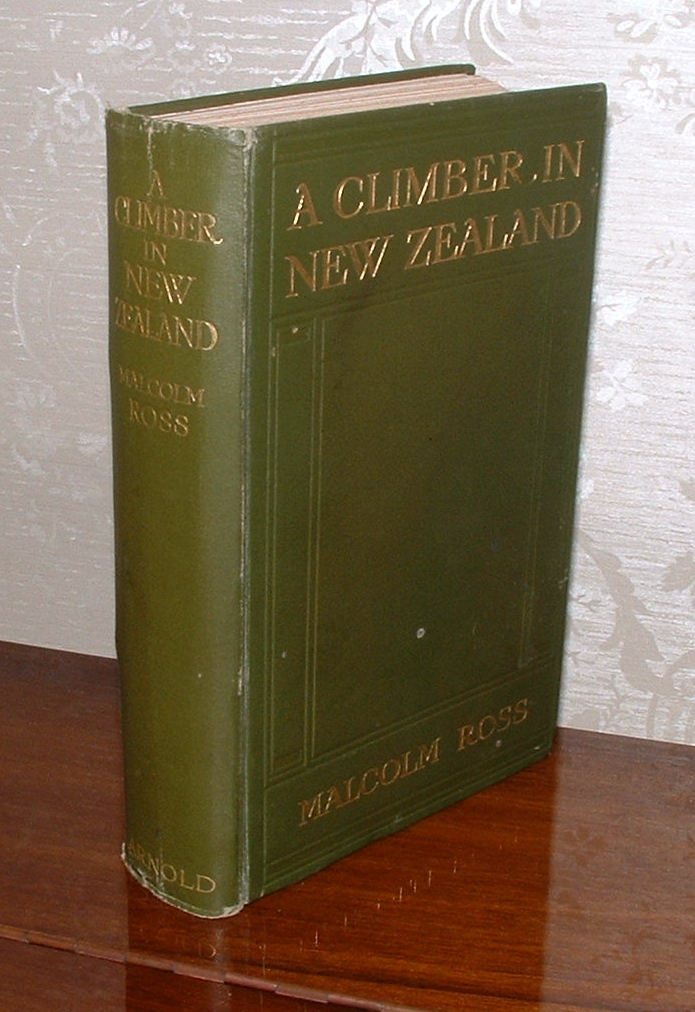 A
CLIMBER
IN
NEW
ZEALAND
MALCOLM
ROSS
ARNOLD
A CLIMBER IN
NEW ZEALAND
MALCOLM ROSS